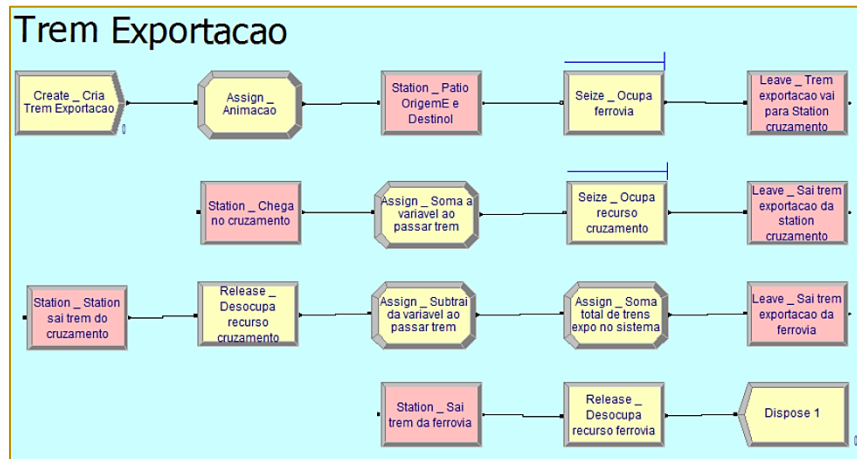 Trem Exportacao
Create _ Cria
Trem Exportacao
0
Assign _
Animacao
Station _ Patio
OrigemE e
DestinoI
Seize _ Ocupa
ferrovia
Leave _ Trem
exportacao vai
para Station
cruzamento
Station _ Chega
no cruzamento
Assign _ Soma a
variavel ao
passar trem
Seize _ Ocupa
recurso
cruzamento
Leave _ Sai trem
exportacao da
station
cruzamento
Station _ Station
sai trem do
cruzamento
Release _
Desocupa
recurso
cruzamento
Assign _ Subtrai
da variavel ao
passar trem
Assign _ Soma
total de trens
expo no sistema
Leave _ Sai trem
exportacao da
ferrovia
Station _ Sai
trem da ferrovia
Release _
Desocupa
recurso ferrovia
Dispose 1
0